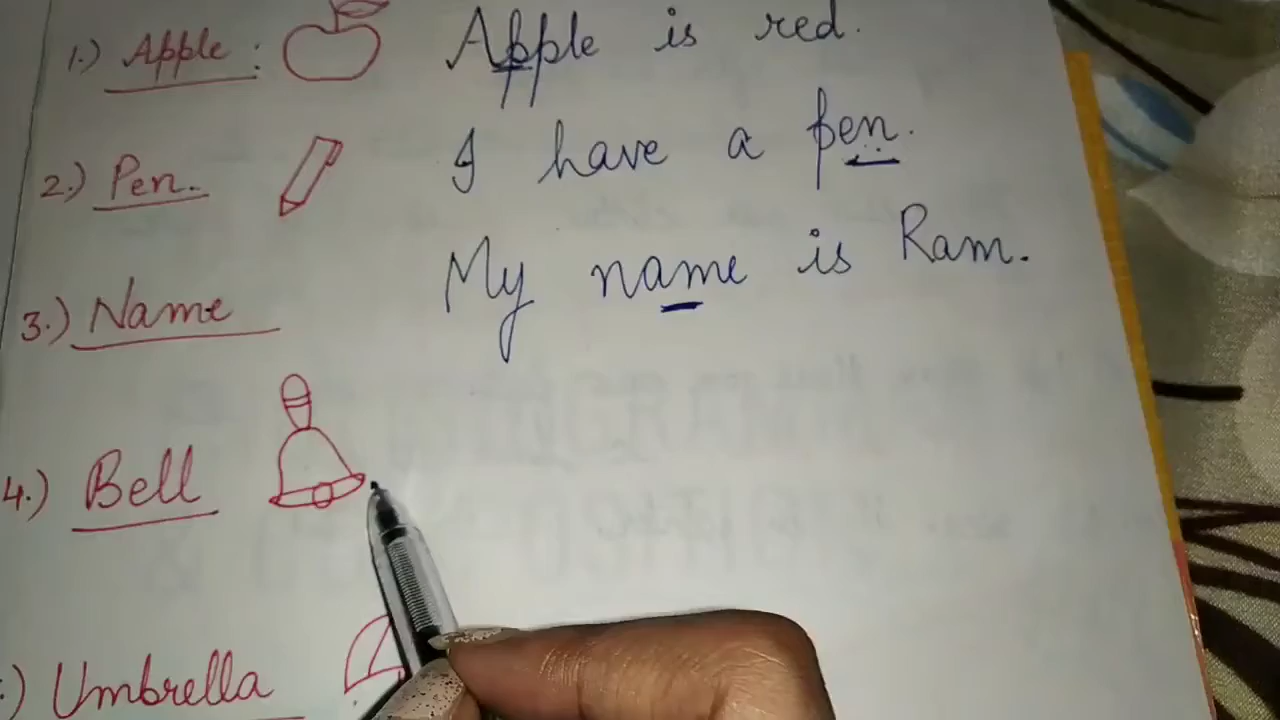 1.) Apple : Apple is red.
2.) Pen. I have a pen.
3.) Name My name is Ram.
4.) Bell
) Umbrella